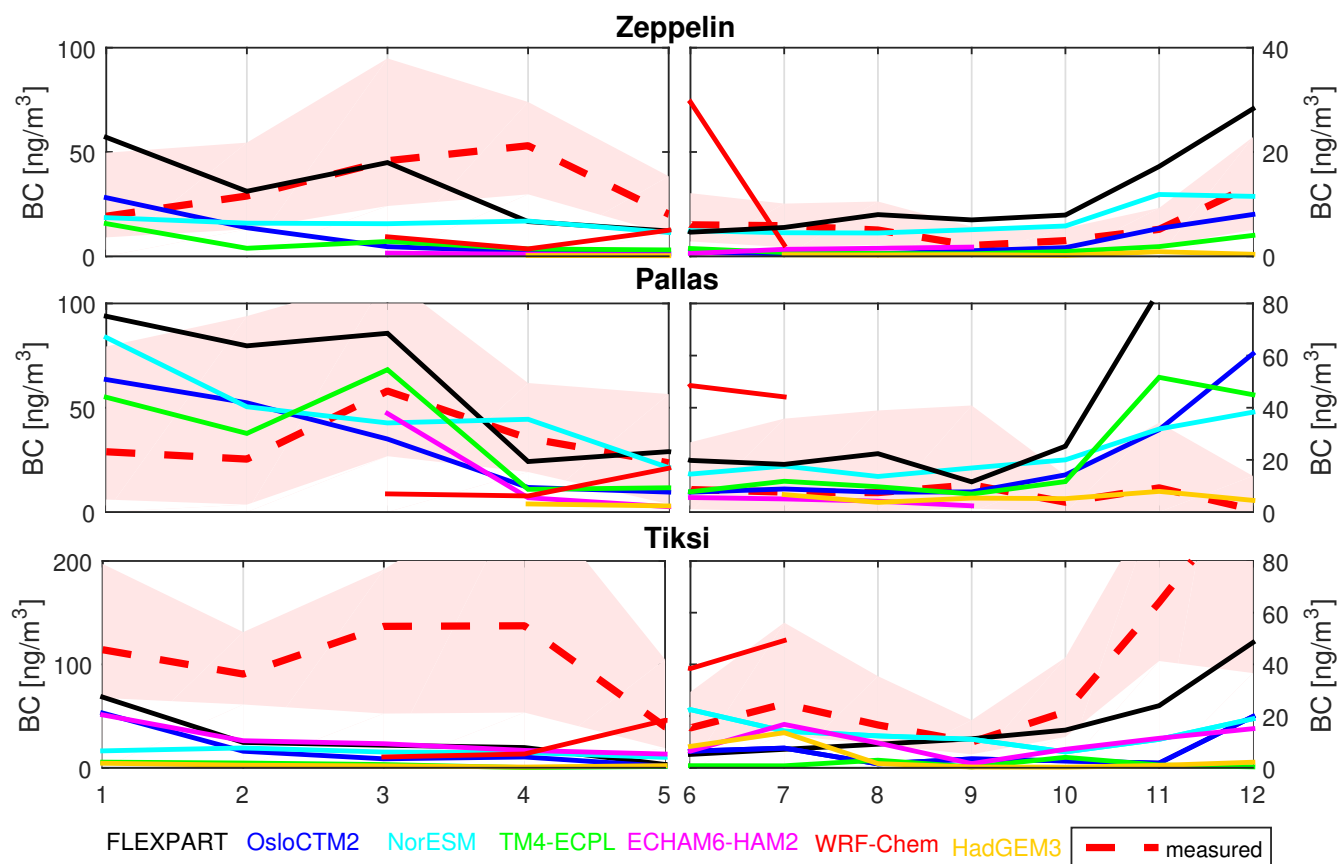 Zeppelin
100
50
0
BC [ng/m³]
40
20
0
BC [ng/m³]
Pallas
100
50
0
BC [ng/m³]
80
60
40
20
0
BC [ng/m³]
Tiksi
200
100
0
BC [ng/m³]
80
60
40
20
0
BC [ng/m³]
1 2 3 4 5 6 7 8 9 10 11 12
FLEXPART OsloCTM2 NorESM TM4-ECPL ECHAM6-HAM2 WRF-Chem HadGEM3 measured